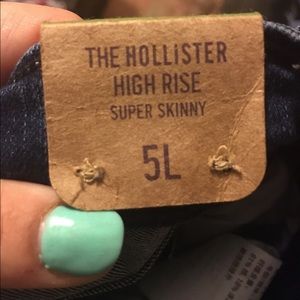 THE HOLLiSTER
HIGH RISE
SUPER SKINNY
5L